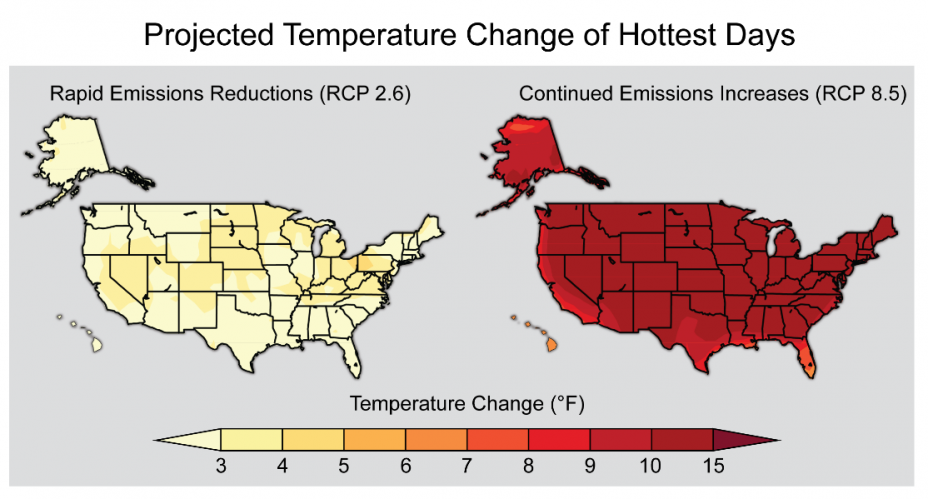 Projected Temperature Change of Hottest Days
Rapid Emissions Reductions (RCP 2.6)
Continued Emissions Increases (RCP 8.5)
Temperature Change (°F)
3 4 5 6 7 8 9 10 15